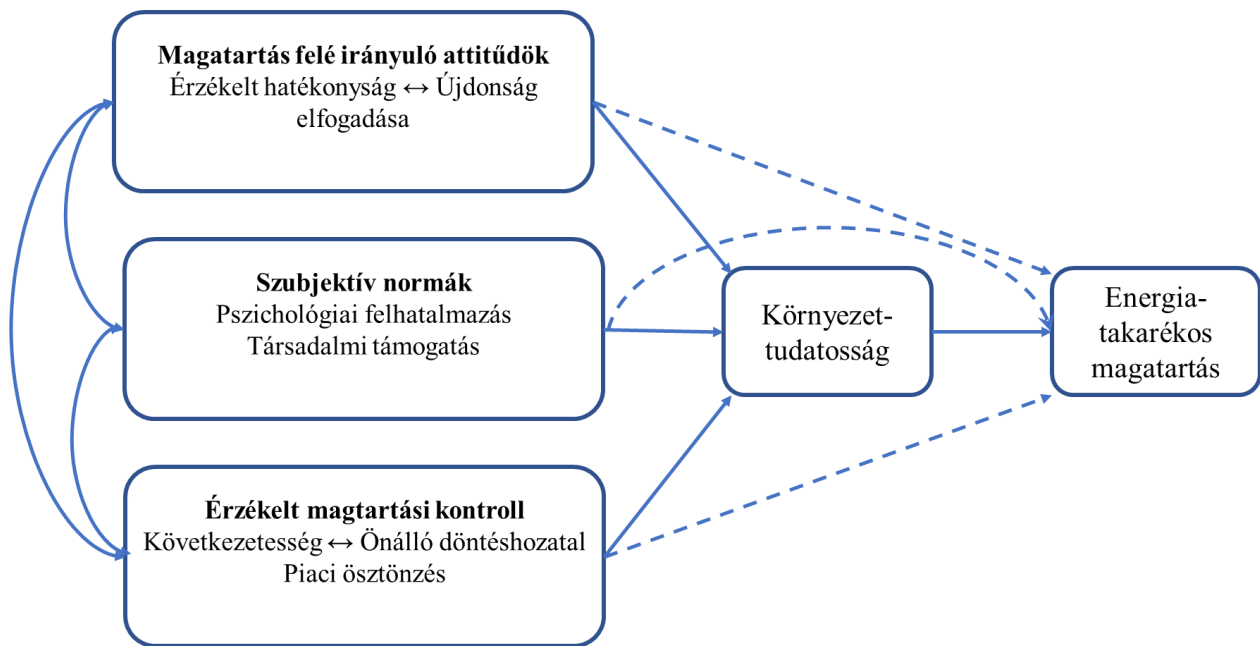 Magatartás felé irányuló attitűdök
Érzékelt hatékonyság ↔ Újdonság
elfogadása
Szubjektív normák
Pszichológiai felhatalmazás
Társadalmi támogatás
Érzékelt magtartási kontroll
Következetesség ↔ Önálló döntéshozatal
Piaci ösztönzés
Környezet-
tudatosság
Energia-
takarékos
magatartás